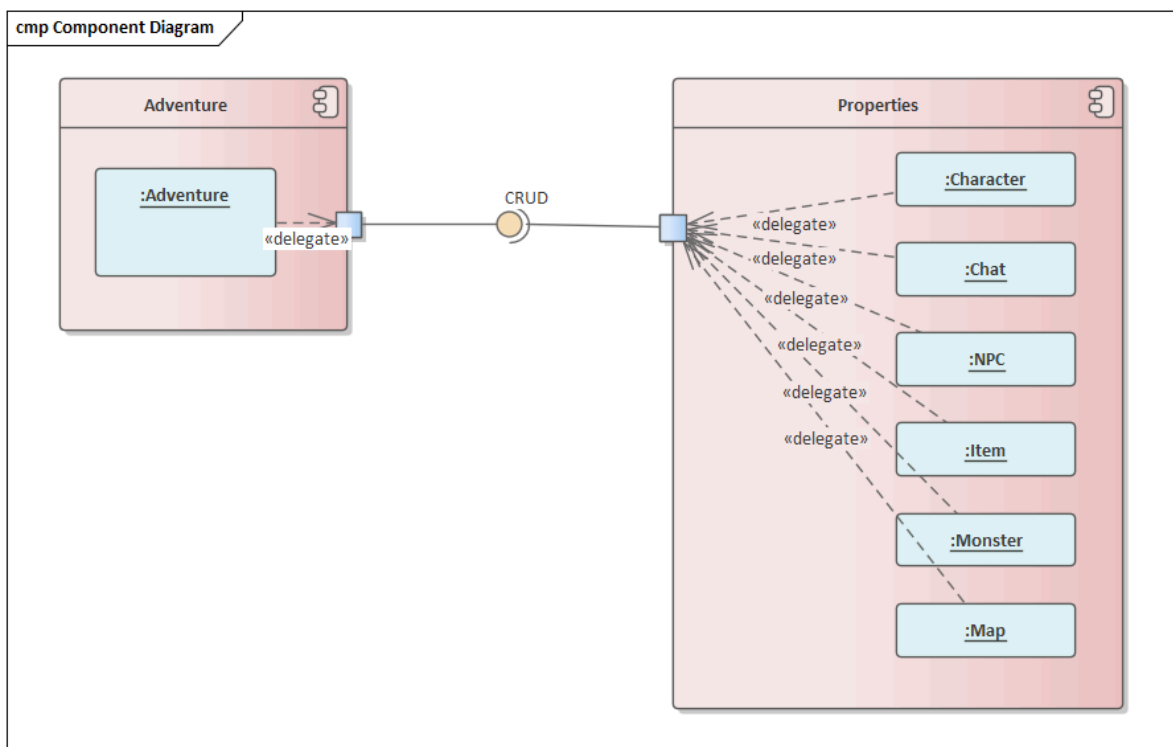 cmp Component Diagram
Adventure
Properties
:Adventure
«delegate»
CRUD
:Character
«delegate»
:Chat
«delegate»
«delegate»
:NPC
«delegate»
:Item
«delegate»
«delegate»
:Monster
:Map